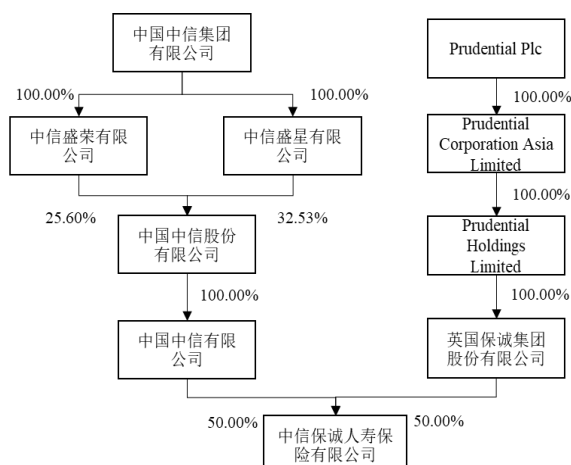 中国中信集团
有限公司
Prudential Plc
100.00%
100.00%
100.00%
中信盛荣有限
公司
中信盛星有限
公司
Prudential
Corporation Asia
Limited
25.60%
32.53%
100.00%
中国中信股份
有限公司
Prudential
Holdings
Limited
100.00%
100.00%
中国中信有限
公司
英国保诚集团
股份有限公司
50.00%
50.00%
中信保诚人寿保
险有限公司